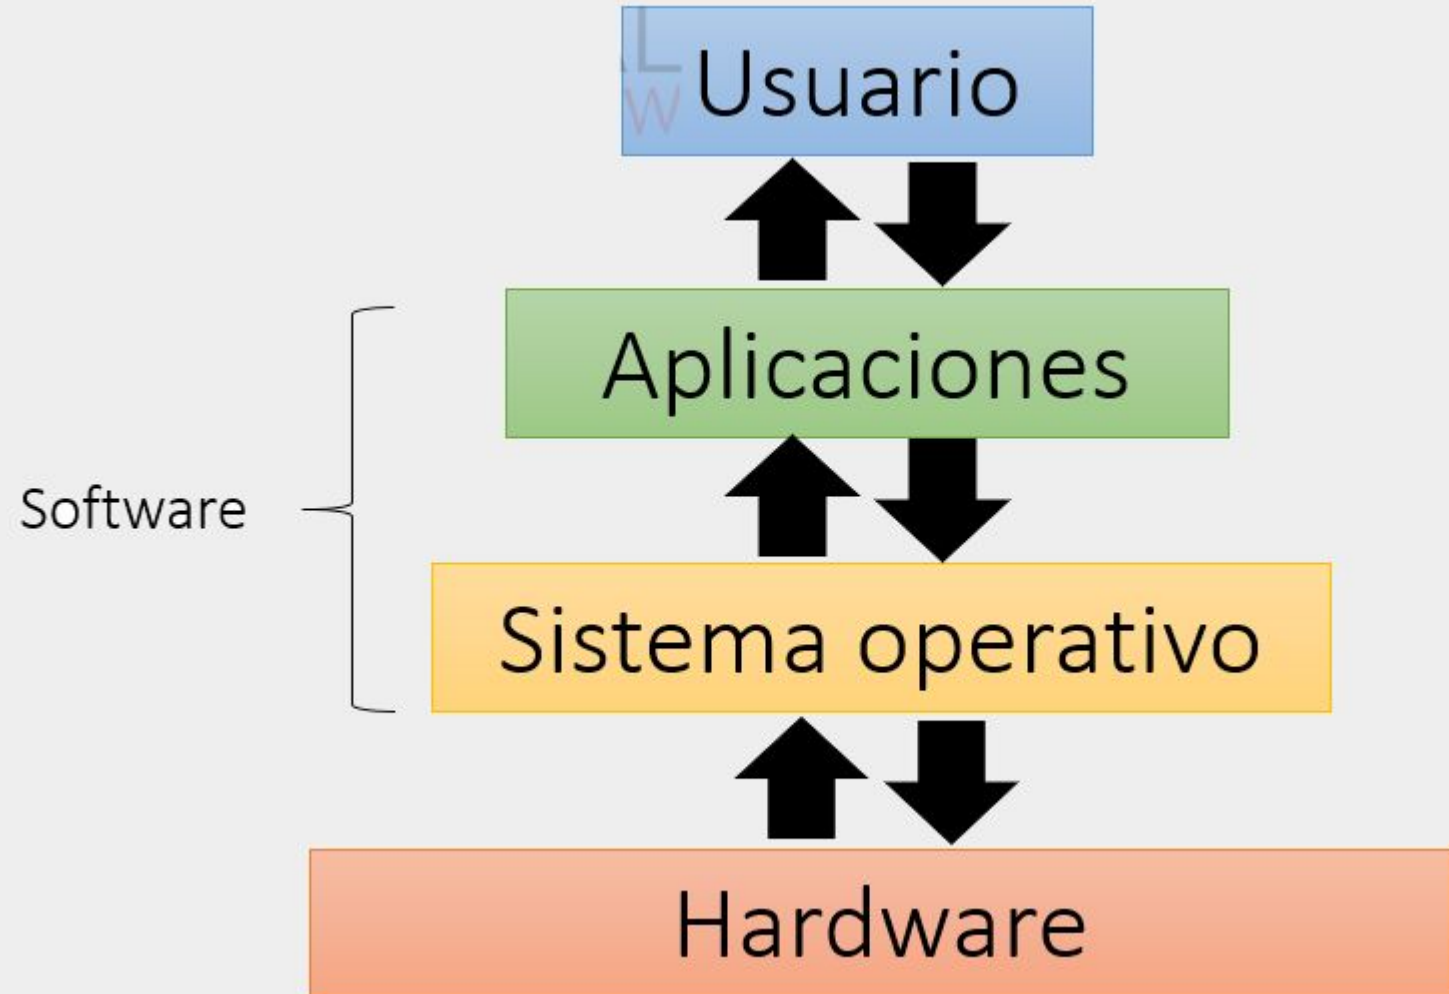 Usuario
Aplicaciones
Software
Sistema operativo
Hardware